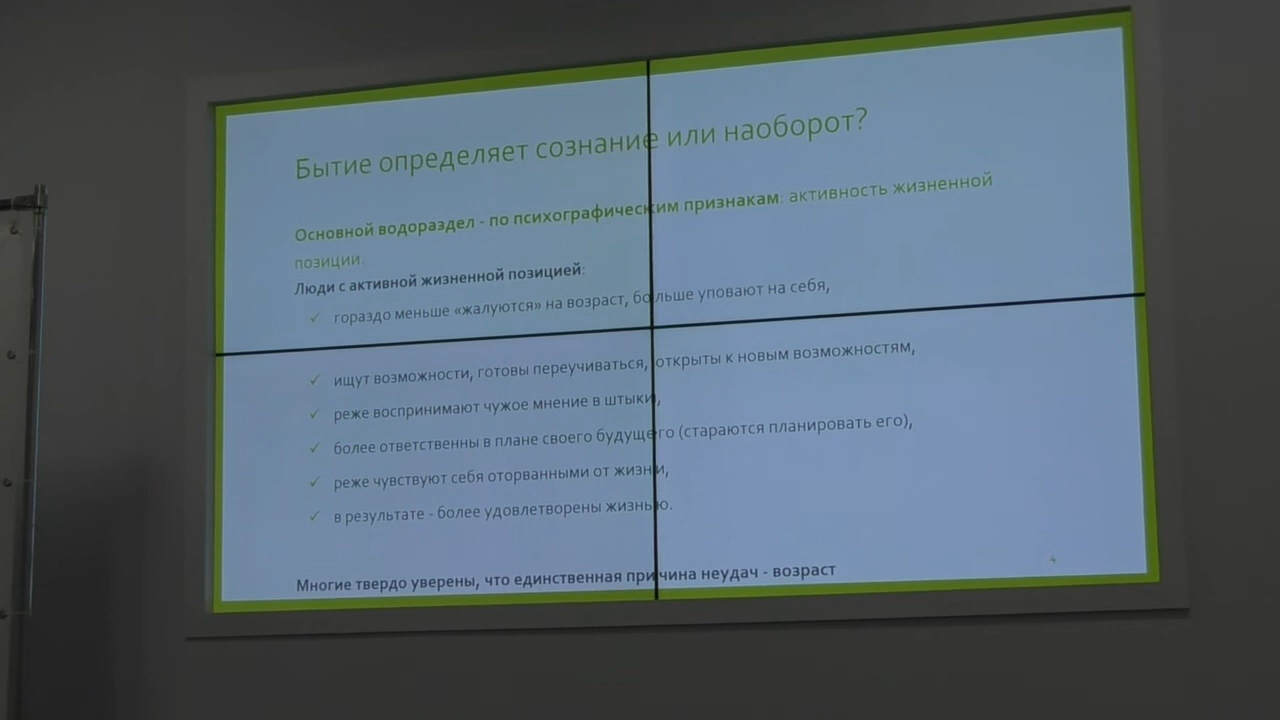 Бытие определяет сознание или наоборот?
Основной водораздел - по психографическим признакам: активность жизненной
позиции.
Люди с активной жизненной позицией:
✓ гораздо меньше «жалуются» на возраст, больше уповают на себя,
✓ ищут возможности, готовы переучиваться, открыты к новым возможностям,
✓ реже воспринимают чужое мнение в штыки,
✓ более ответственны в плане своего будущего (стараются планировать его),
✓ реже чувствуют себя оторванными от жизни,
✓ в результате - более удовлетворены жизнью.
4
Многие твердо уверены, что единственная причина неудач - возраст